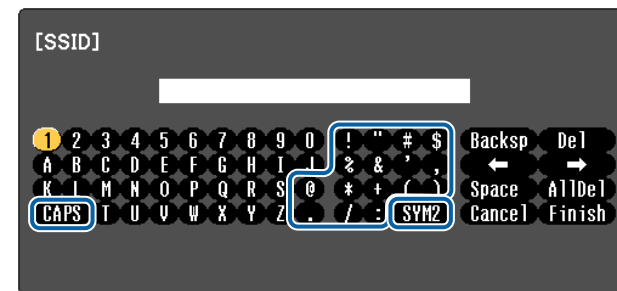 [SSID]
1 2 3 4 5 6 7 8 9 0 ! " # $ Backsp Del
A B C D E F G H I J % & ' , ← →
K L M N O P Q R S @ * + ( ) Space AllDel
CAPS T U V W X Y Z . / : SYM2 Cancel Finish